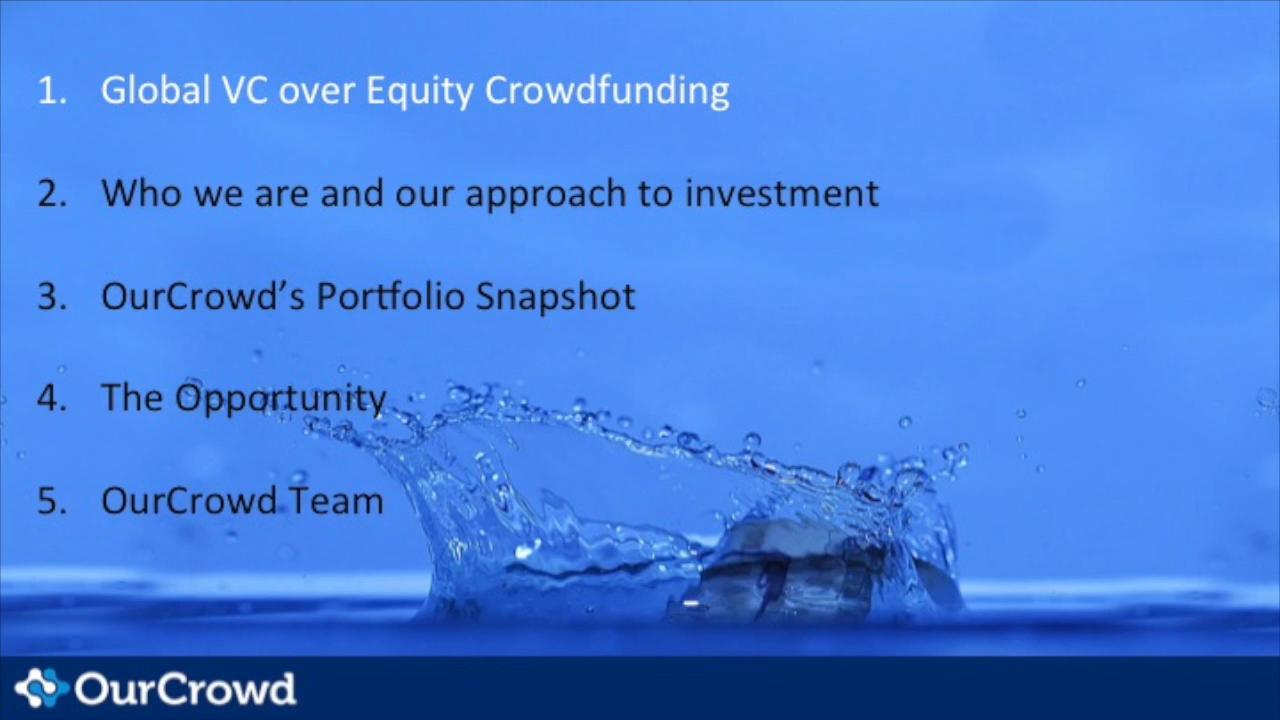 1. Global VC over Equity Crowdfunding
2. Who we are and our approach to investment
3. OurCrowd’s Portfolio Snapshot
4. The Opportunity
5. OurCrowd Team
OurCrowd